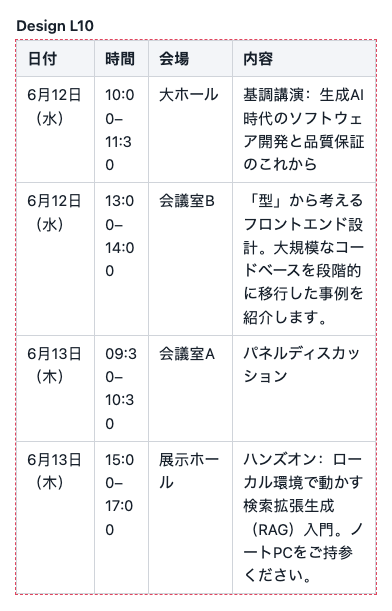 Design L10
日付 時間 会場 内容
6月12日 10:0 大ホール 基調講演：生成AI
（水） 0– 時代のソフトウェ
11:3 ア開発と品質保証
0 のこれから
6月12日 13:0 会議室B 「型」から考える
（水） 0– フロントエンド設
14:0 計。大規模なコー
0 ドベースを段階的
に移行した事例を
紹介します。
6月13日 09:3 会議室A パネルディスカッ
（木） 0– ション
10:3
0
6月13日 15:0 展示ホー ハンズオン：ロー
（木） 0– ル カル環境で動かす
17:0 検索拡張生成
0 （RAG）入門。ノ
ートPCをご持参
ください。